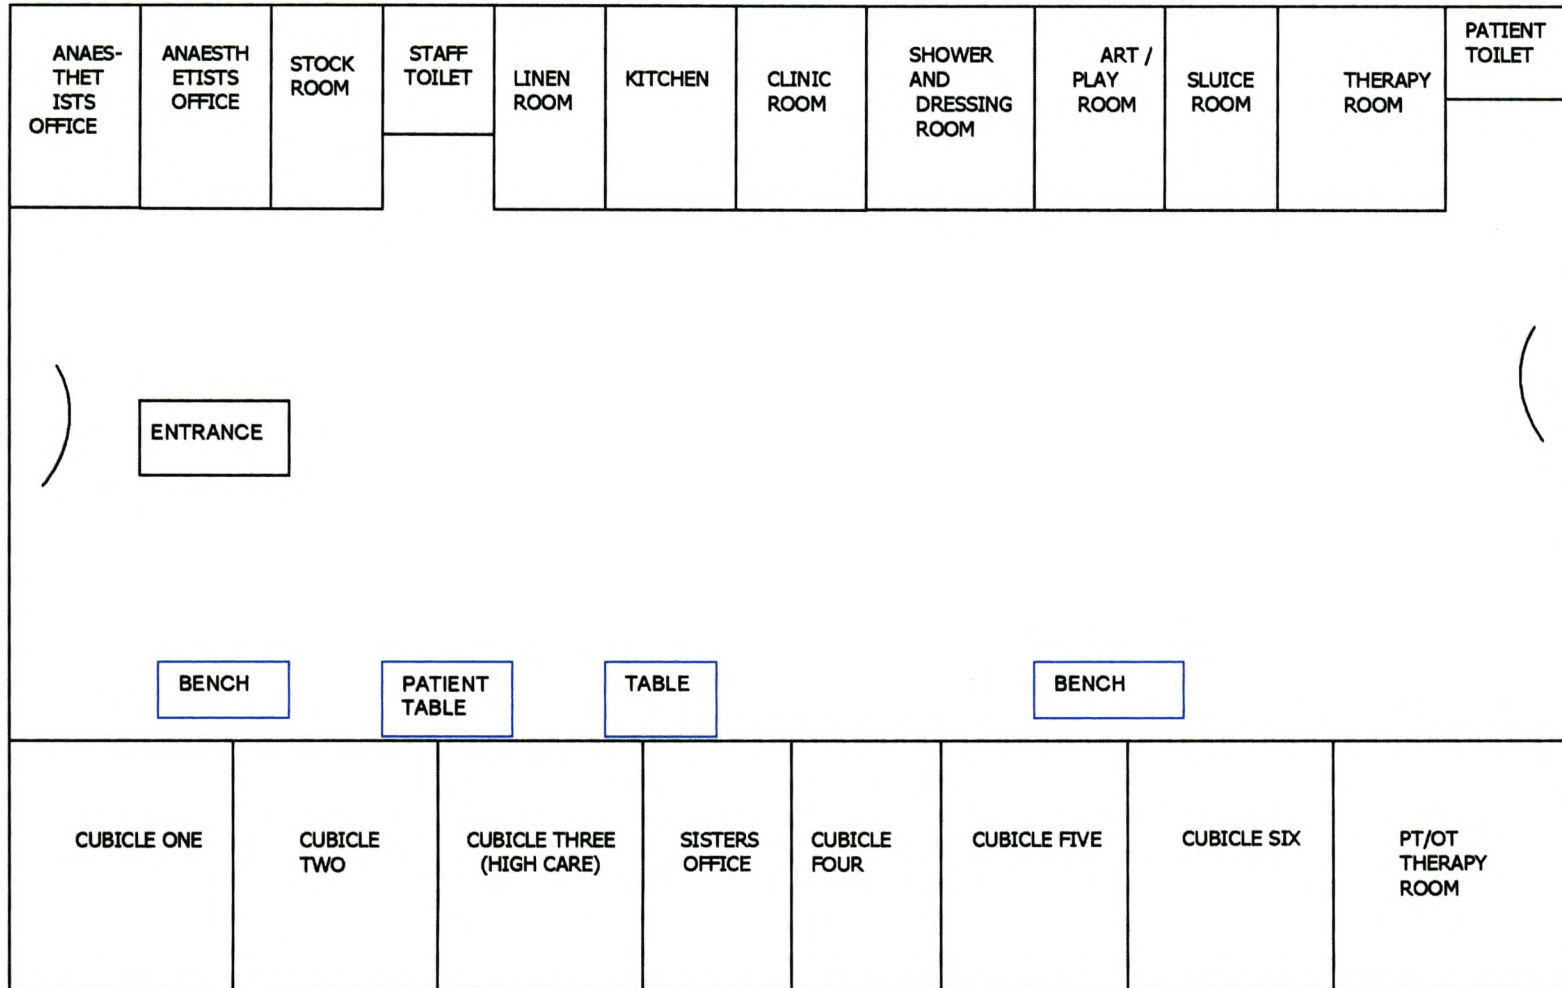 ANAES-
THET
ISTS
OFFICE
ANAESTH
ETISTS
OFFICE
STOCK
ROOM
STAFF
TOILET
LINEN
ROOM
KITCHEN
CLINIC
ROOM
SHOWER
AND
DRESSING
ROOM
ART /
PLAY
ROOM
SLUICE
ROOM
THERAPY
ROOM
PATIENT
TOILET
ENTRANCE
BENCH
PATIENT
TABLE
TABLE
BENCH
CUBICLE ONE
CUBICLE
TWO
CUBICLE THREE
(HIGH CARE)
SISTERS
OFFICE
CUBICLE
FOUR
CUBICLE FIVE
CUBICLE SIX
PT/OT
THERAPY
ROOM